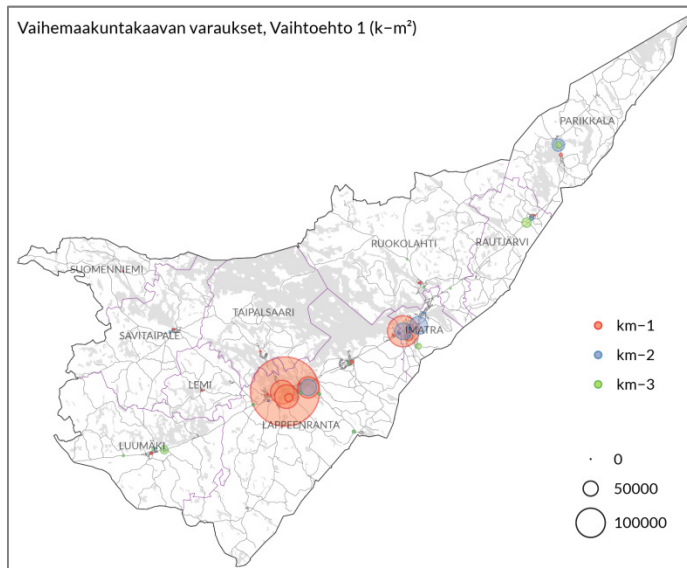 Vaihemaakuntakaavan varaukset, Vaihtoehto 1 (k−m²)
PARIKKALA
RUOKOLAHTI
RAUTJÄRVI
SUOMENNIEMI
TAIPALSAARI
SAVITAIPALE
IMATRA
LEMI
LAPPEENRANTA
LUUMÄKI
km−1
km−2
km−3
0
50000
100000